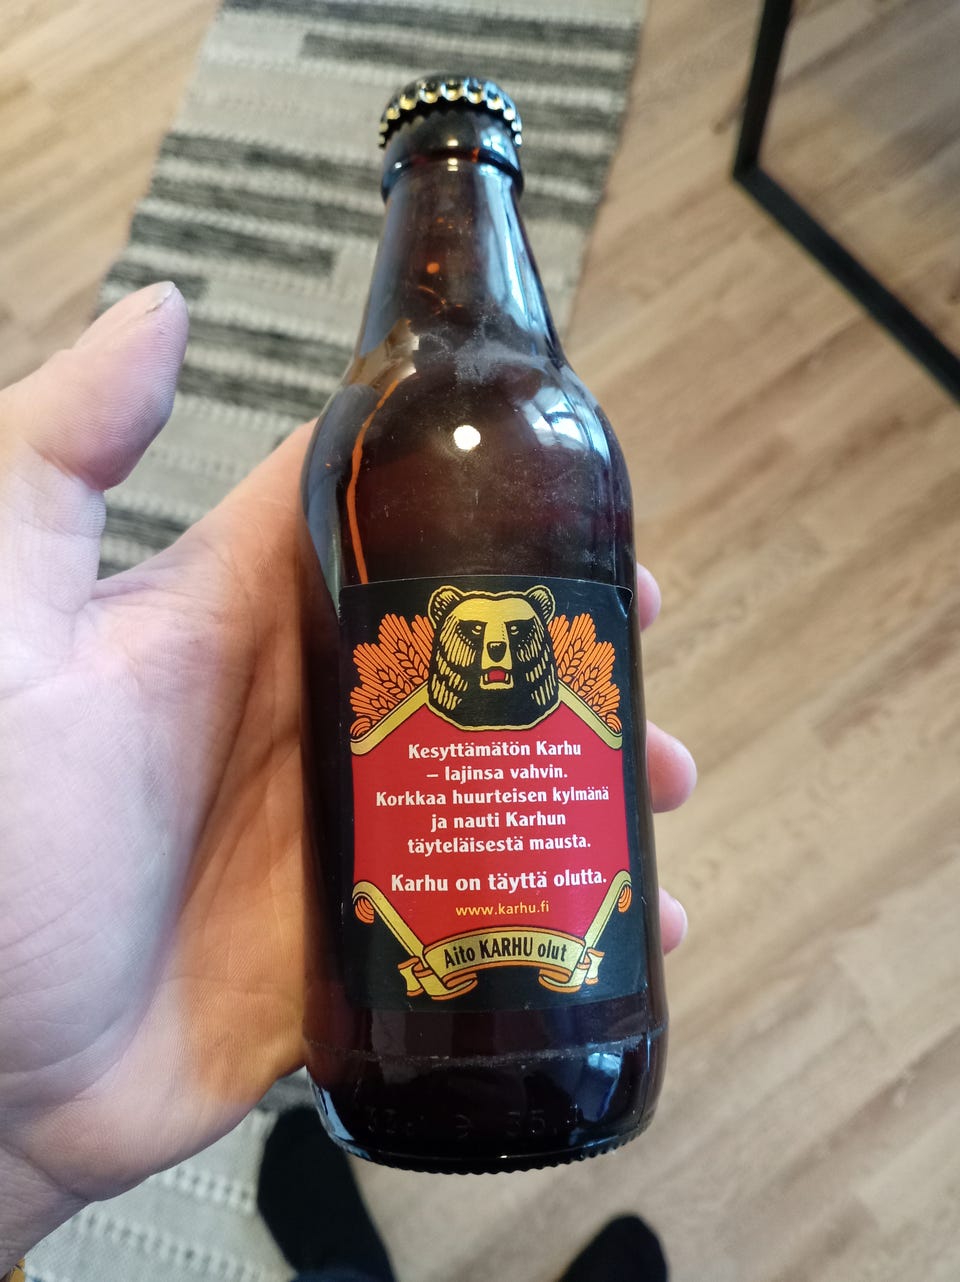 Kesyttämätön Karhu
– lajinsa vahvin.
Korkkaa huurteisen kylmänä
ja nauti Karhun
täyteläisestä mausta.
Karhu on täyttä olutta.
www.karhu.fi
Aito KARHU olut